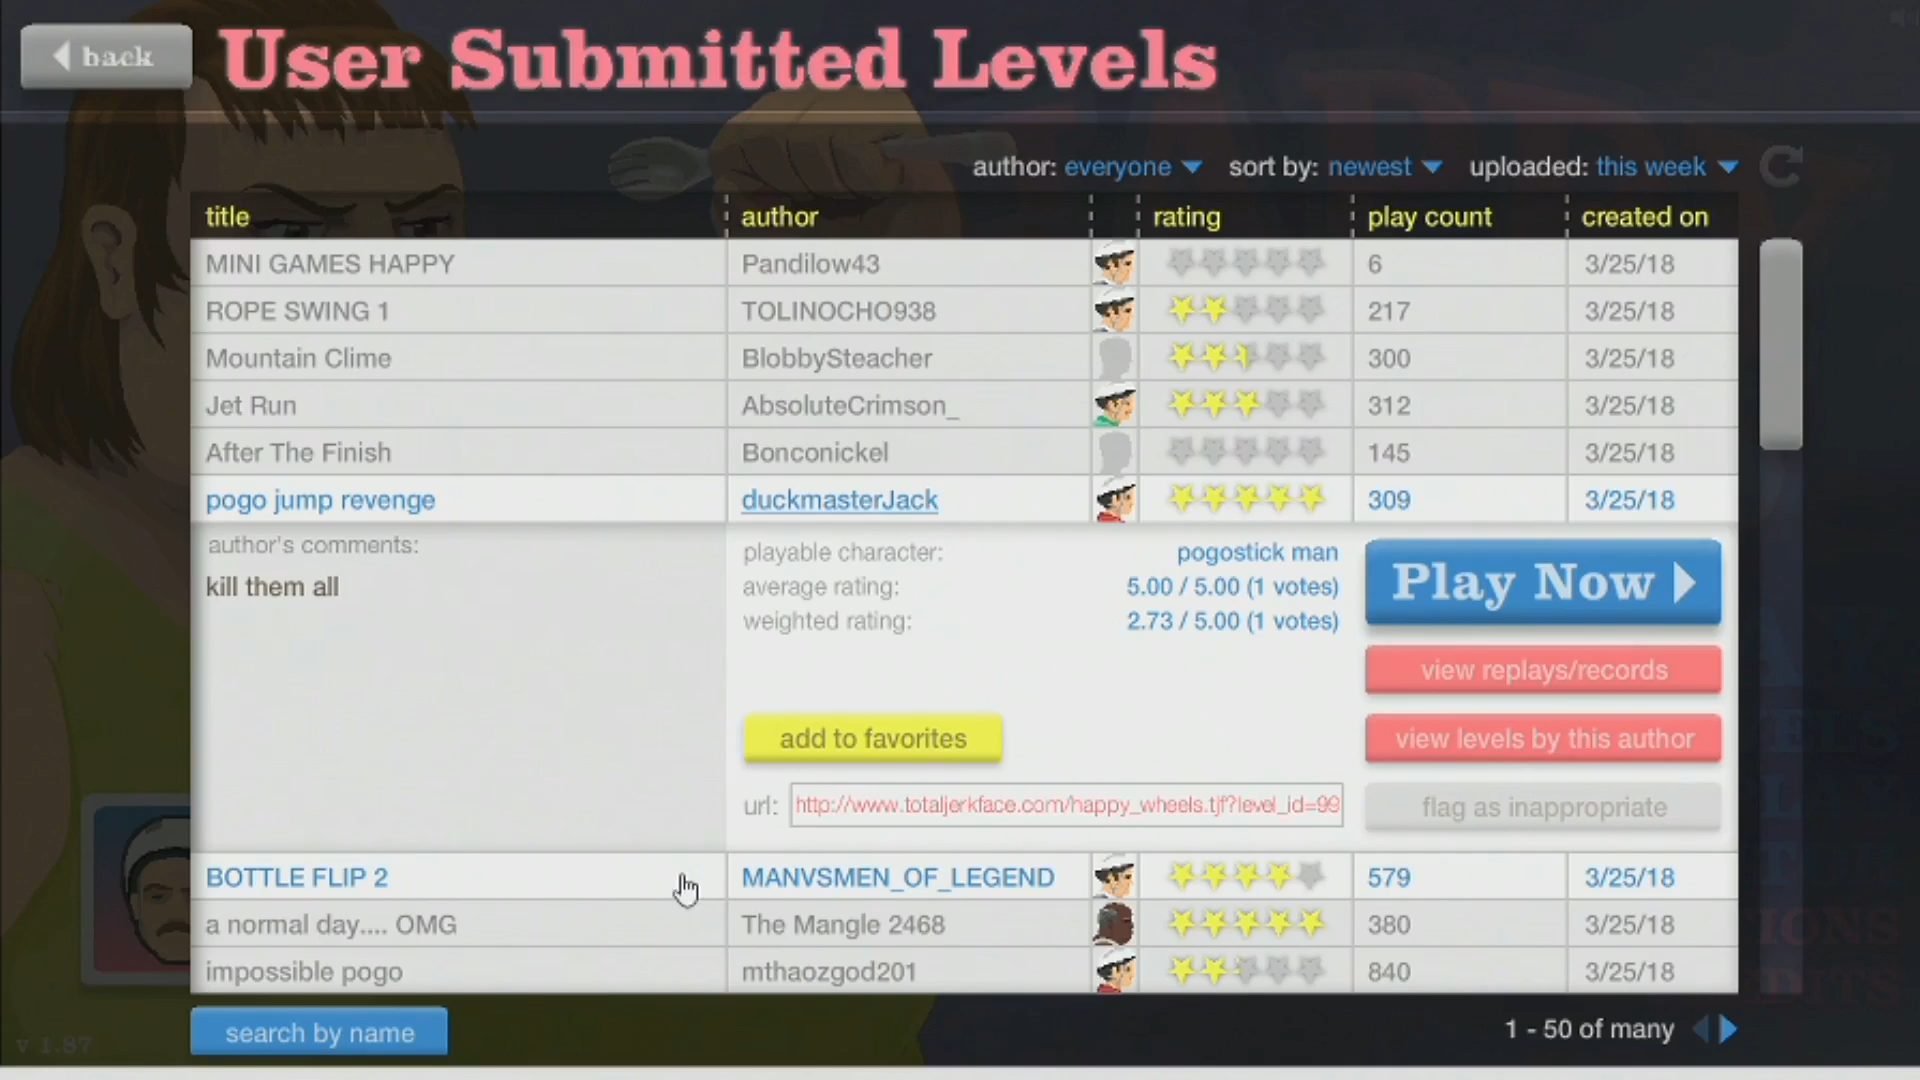 back
User Submitted Levels
author: everyone sort by: newest uploaded: this week
title author rating play count created on
MINI GAMES HAPPY Pandilow43 6 3/25/18
ROPE SWING 1 TOLINOCHO938 217 3/25/18
Mountain Clime BlobbySteacher 300 3/25/18
Jet Run AbsoluteCrimson_ 312 3/25/18
After The Finish Bonconickel 145 3/25/18
pogo jump revenge duckmasterJack 309 3/25/18
author's comments:
kill them all
playable character: pogostick man
average rating: 5.00 / 5.00 (1 votes)
weighted rating: 2.73 / 5.00 (1 votes)
Play Now
view replays/records
add to favorites
view levels by this author
url: http://www.totaljerkface.com/happy_wheels.tjf?level_id=99
flag as inappropriate
BOTTLE FLIP 2 MANVSMEN_OF_LEGEND 579 3/25/18
a normal day.... OMG The Mangle 2468 380 3/25/18
impossible pogo mthaozgod201 840 3/25/18
search by name
1 - 50 of many
v 1.87